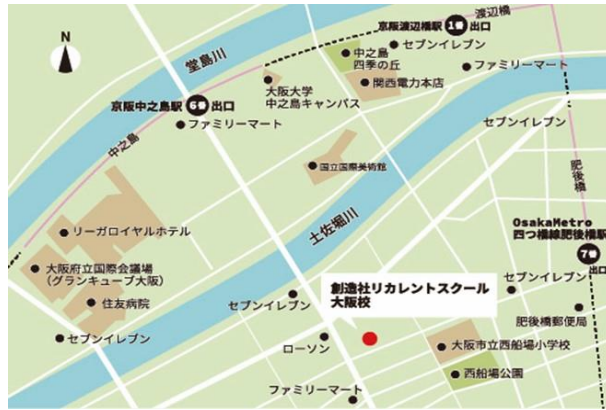 N
堂島川
京阪渡辺橋駅 1番 出口
渡辺橋
セブンイレブン
中之島
四季の丘
ファミリーマート
関西電力本店
大阪大学
中之島キャンパス
京阪中之島駅 6番 出口
ファミリーマート
中之島
セブンイレブン
国立国際美術館
肥後橋
土佐堀川
OsakaMetro
四つ橋線肥後橋駅
7番
出口
リーガロイヤルホテル
大阪府立国際会議場
(グランキューブ大阪)
住友病院
セブンイレブン
創造社リカレントスクール
大阪校
セブンイレブン
肥後橋郵便局
セブンイレブン
ローソン
大阪市立西船場小学校
西船場公園
ファミリーマート